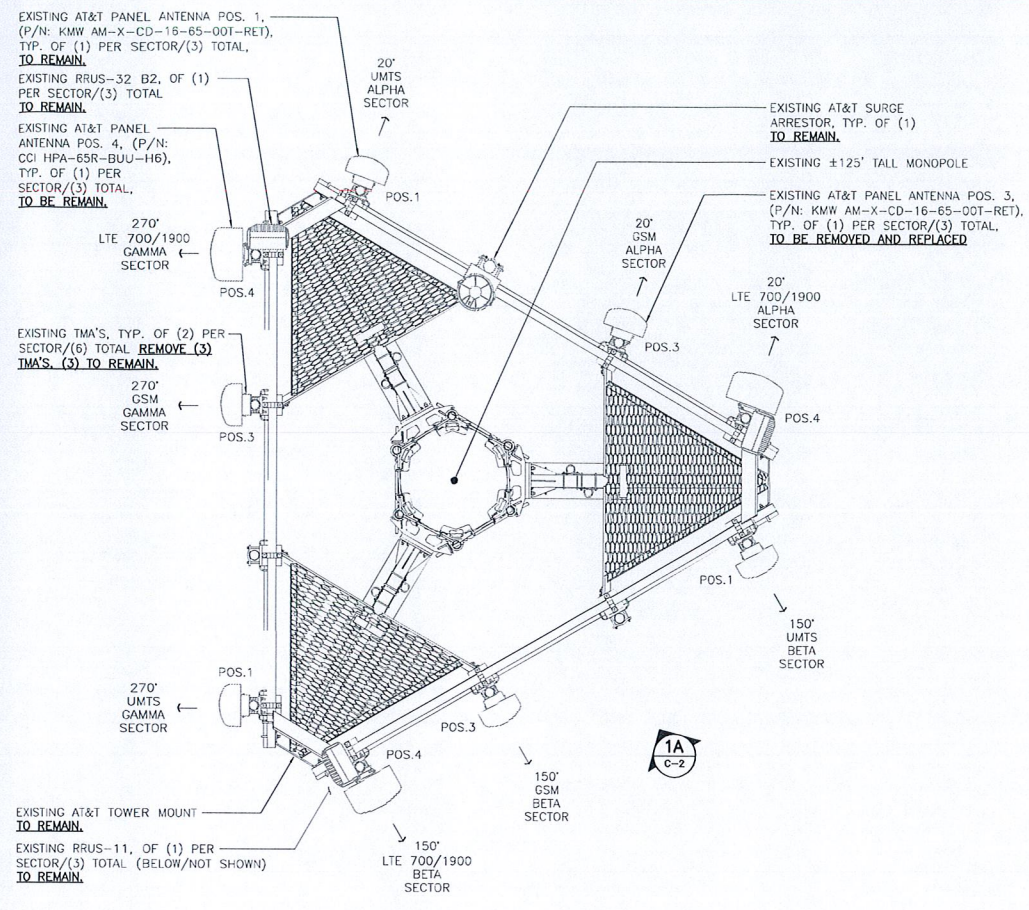 EXISTING AT&T PANEL ANTENNA POS. 1,
(P/N: KMW AM-X-CD-16-65-00T-RET),
TYP. OF (1) PER SECTOR/(3) TOTAL,
TO REMAIN.
EXISTING RRUS-32 B2, OF (1)
PER SECTOR/(3) TOTAL
TO REMAIN.
EXISTING AT&T PANEL
ANTENNA POS. 4, (P/N:
CCI HPA-65R-BUU-H6),
TYP. OF (1) PER
SECTOR/(3) TOTAL,
TO BE REMAIN.
270°
LTE 700/1900
GAMMA
SECTOR
POS.4
EXISTING TMA'S, TYP. OF (2) PER
SECTOR/(6) TOTAL REMOVE (3)
TMA'S, (3) TO REMAIN.
270°
GSM
GAMMA
SECTOR
POS.3
POS.1
270°
UMTS
GAMMA
SECTOR
EXISTING AT&T TOWER MOUNT
TO REMAIN.
EXISTING RRUS-11, OF (1) PER
SECTOR/(3) TOTAL (BELOW/NOT SHOWN)
TO REMAIN.
20°
UMTS
ALPHA
SECTOR
POS.1
EXISTING AT&T SURGE
ARRESTOR, TYP. OF (1)
TO REMAIN.
EXISTING ±125' TALL MONOPOLE
EXISTING AT&T PANEL ANTENNA POS. 3,
(P/N: KMW AM-X-CD-16-65-00T-RET),
TYP. OF (1) PER SECTOR/(3) TOTAL,
TO BE REMOVED AND REPLACED
20°
GSM
ALPHA
SECTOR
POS.3
20°
LTE 700/1900
ALPHA
SECTOR
POS.4
POS.1
150°
UMTS
BETA
SECTOR
POS.3
150°
GSM
BETA
SECTOR
POS.4
150°
LTE 700/1900
BETA
SECTOR
1A
C-2